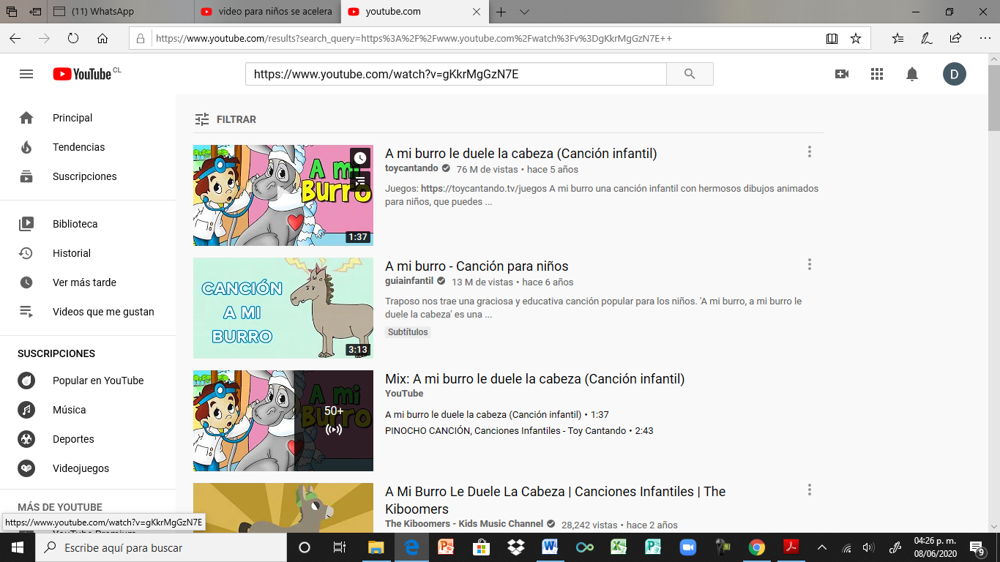 (11) WhatsApp
video para niños se acelera
youtube.com
https://www.youtube.com/results?search_query=https%3A%2F%2Fwww.youtube.com%2Fwatch%3Fv%3DgKkrMgGzN7E++
YouTube CL
https://www.youtube.com/watch?v=gKkrMgGzN7E
D
Principal
Tendencias
Suscripciones
Biblioteca
Historial
Ver más tarde
Videos que me gustan
SUSCRIPCIONES
Popular en YouTube
Música
Deportes
Videojuegos
MÁS DE YOUTUBE
YouTube Premium
https://www.youtube.com/watch?v=gKkrMgGzN7E
FILTRAR
A mi
Burro
1:37
A mi burro le duele la cabeza (Canción infantil)
toycantando 76 M de vistas • hace 5 años
Juegos: https://toycantando.tv/juegos A mi burro una canción infantil con hermosos dibujos animados
para niños, que puedes ...
CANCIÓN
A MI
BURRO
3:13
A mi burro - Canción para niños
guiainfantil 13 M de vistas • hace 6 años
Traposo nos trae una graciosa y educativa canción popular para los niños. 'A mi burro, a mi burro le
duele la cabeza' es una ...
Subtítulos
A mi
Burro
50+
Mix: A mi burro le duele la cabeza (Canción infantil)
YouTube
A mi burro le duele la cabeza (Canción infantil) • 1:37
PINOCHO CANCIÓN, Canciones Infantiles - Toy Cantando • 2:43
A Mi Burro Le Duele La Cabeza | Canciones Infantiles | The
Kiboomers
The Kiboomers - Kids Music Channel 28,242 vistas • hace 2 años
Escribe aquí para buscar
04:26 p. m.
08/06/2020
9